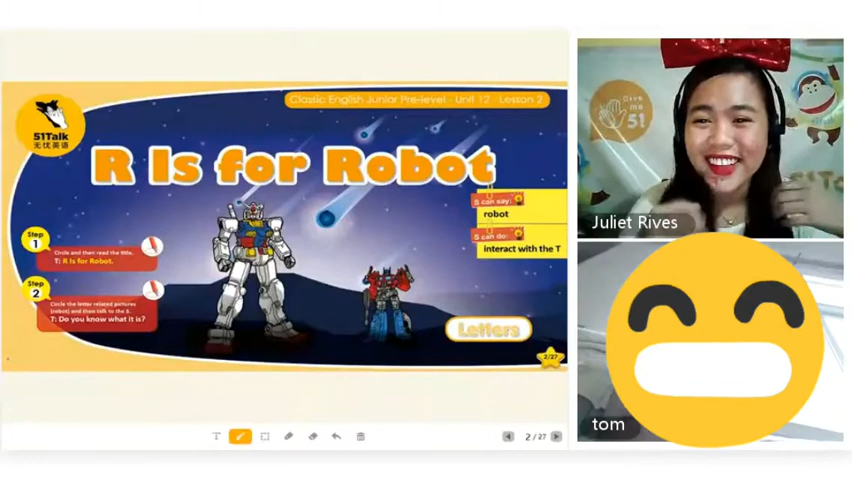 Classic English Junior Pre-level - Unit 12 Lesson 2
51Talk
无忧英语
R Is for Robot
S can say:
robot
S can do:
interact with the T
Step
1
Circle and then read the title.
T: R Is for Robot.
Step
2
Circle the letter related pictures
(robot) and then talk to the S.
T: Do you know what it is?
Letters
2/27
T
2 / 27
Give
me
51
Juliet Rives
tom